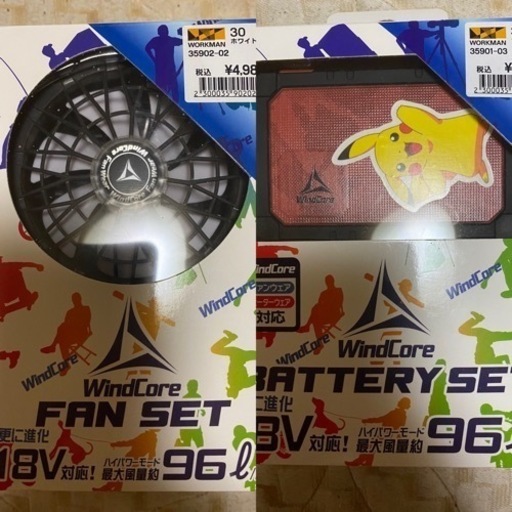 WORKMAN
30
ホワイト
35902-02
税込
¥4,98
WindCore
WindCore
WindCore
WindCore
FAN SET
更に進化
18V対応!
ハイパワーモード
最大風量約
96ℓ/
WORKMAN
35901-03
税込
¥
WindCore
WindCore
ファンウェア
ヒーターウェア
対応
WindCore
WindCore
WindCore
BATTERY SET
に進化
8V対応!
ハイパワーモード
最大風量約
96ℓ